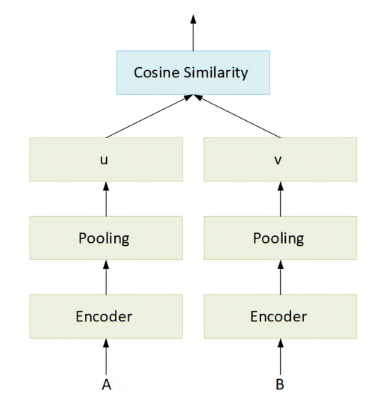 Cosine Similarity
u
v
Pooling
Pooling
Encoder
Encoder
A
B